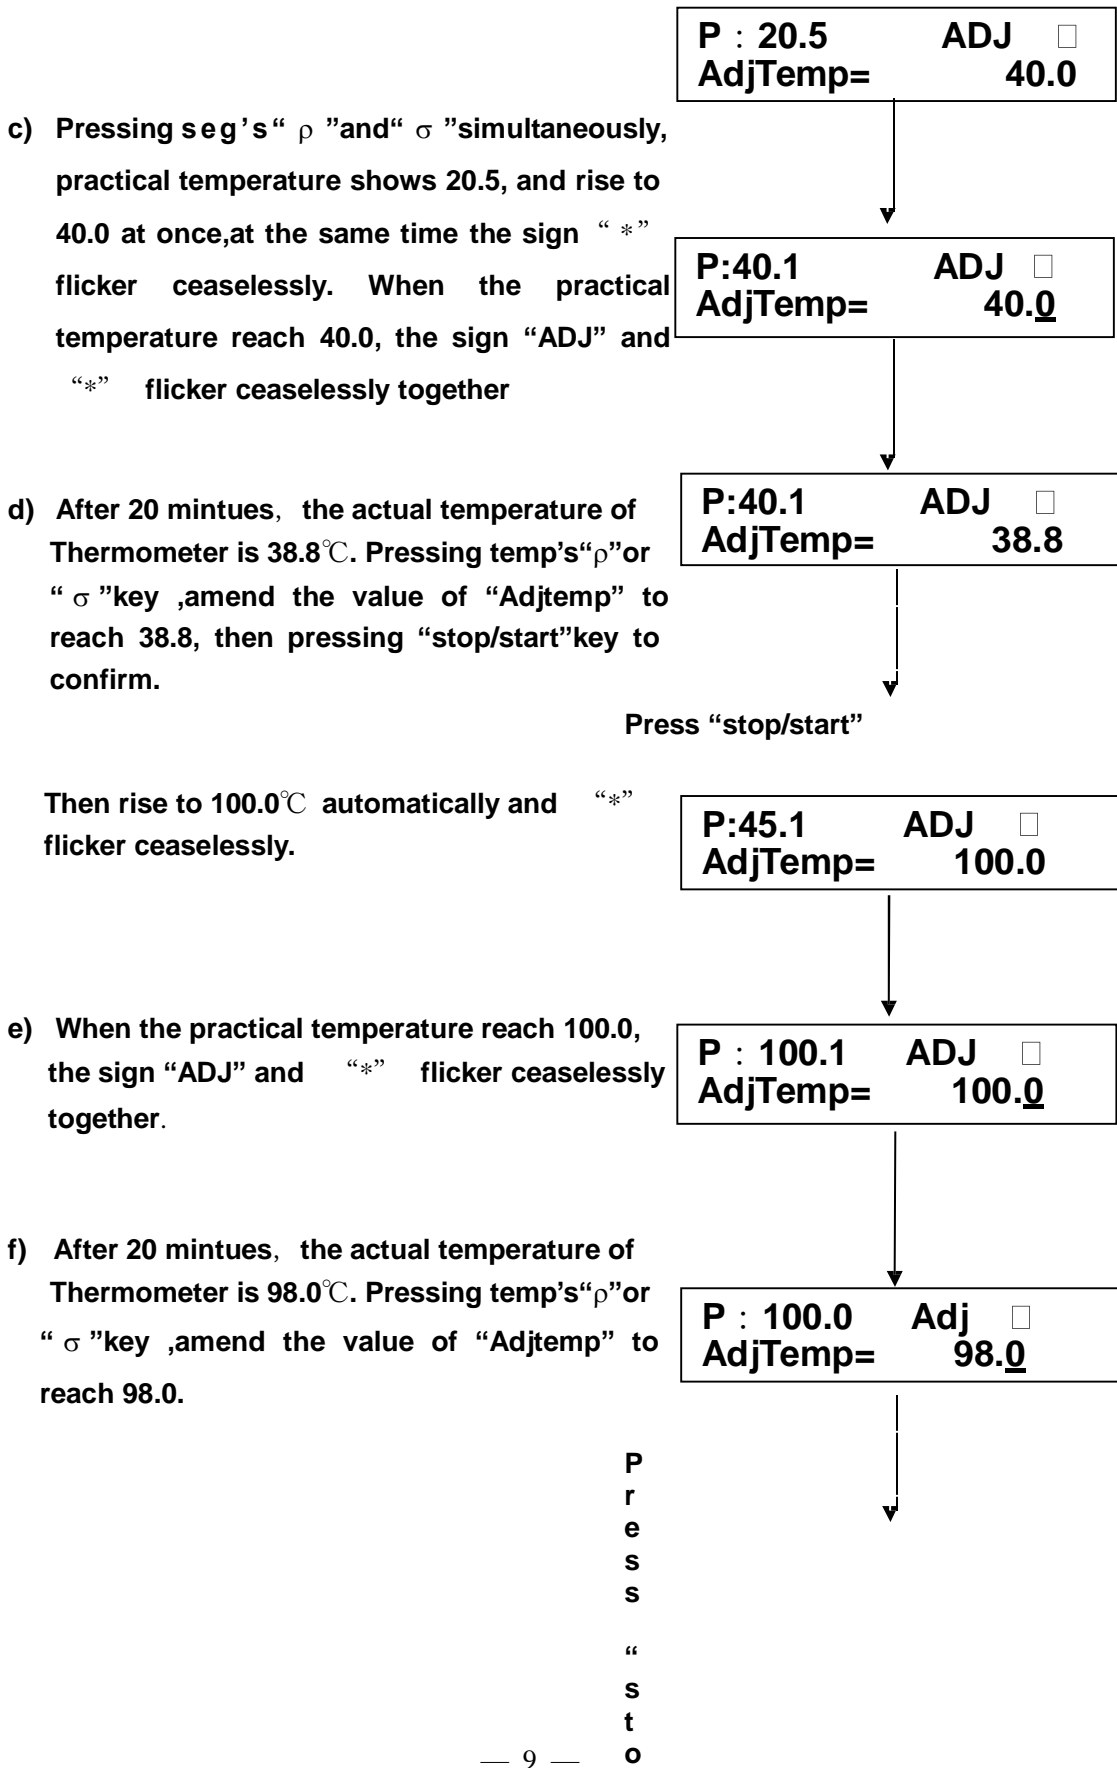 P：20.5 ADJ □
AdjTemp= 40.0
c) Pressing seg's“ ρ ”and“ σ ”simultaneously,
practical temperature shows 20.5, and rise to
40.0 at once,at the same time the sign “ * ”
flicker ceaselessly. When the practical
temperature reach 40.0, the sign “ADJ” and
“*” flicker ceaselessly together
P:40.1 ADJ □
AdjTemp= 40.0
d) After 20 mintues， the actual temperature of
Thermometer is 38.8℃. Pressing temp’s“ρ”or
“ σ ”key ,amend the value of “Adjtemp” to
reach 38.8, then pressing “stop/start”key to
confirm.
P:40.1 ADJ □
AdjTemp= 38.8
Press “stop/start”
Then rise to 100.0℃ automatically and “*”
flicker ceaselessly.
P:45.1 ADJ □
AdjTemp= 100.0
e) When the practical temperature reach 100.0,
the sign “ADJ” and “*” flicker ceaselessly
together.
P：100.1 ADJ □
AdjTemp= 100.0
f) After 20 mintues， the actual temperature of
Thermometer is 98.0℃. Pressing temp’s“ρ”or
“ σ ”key ,amend the value of “Adjtemp” to
reach 98.0.
P：100.0 Adj □
AdjTemp= 98.0
P
r
e
s
s
“
s
t
o
— 9 —